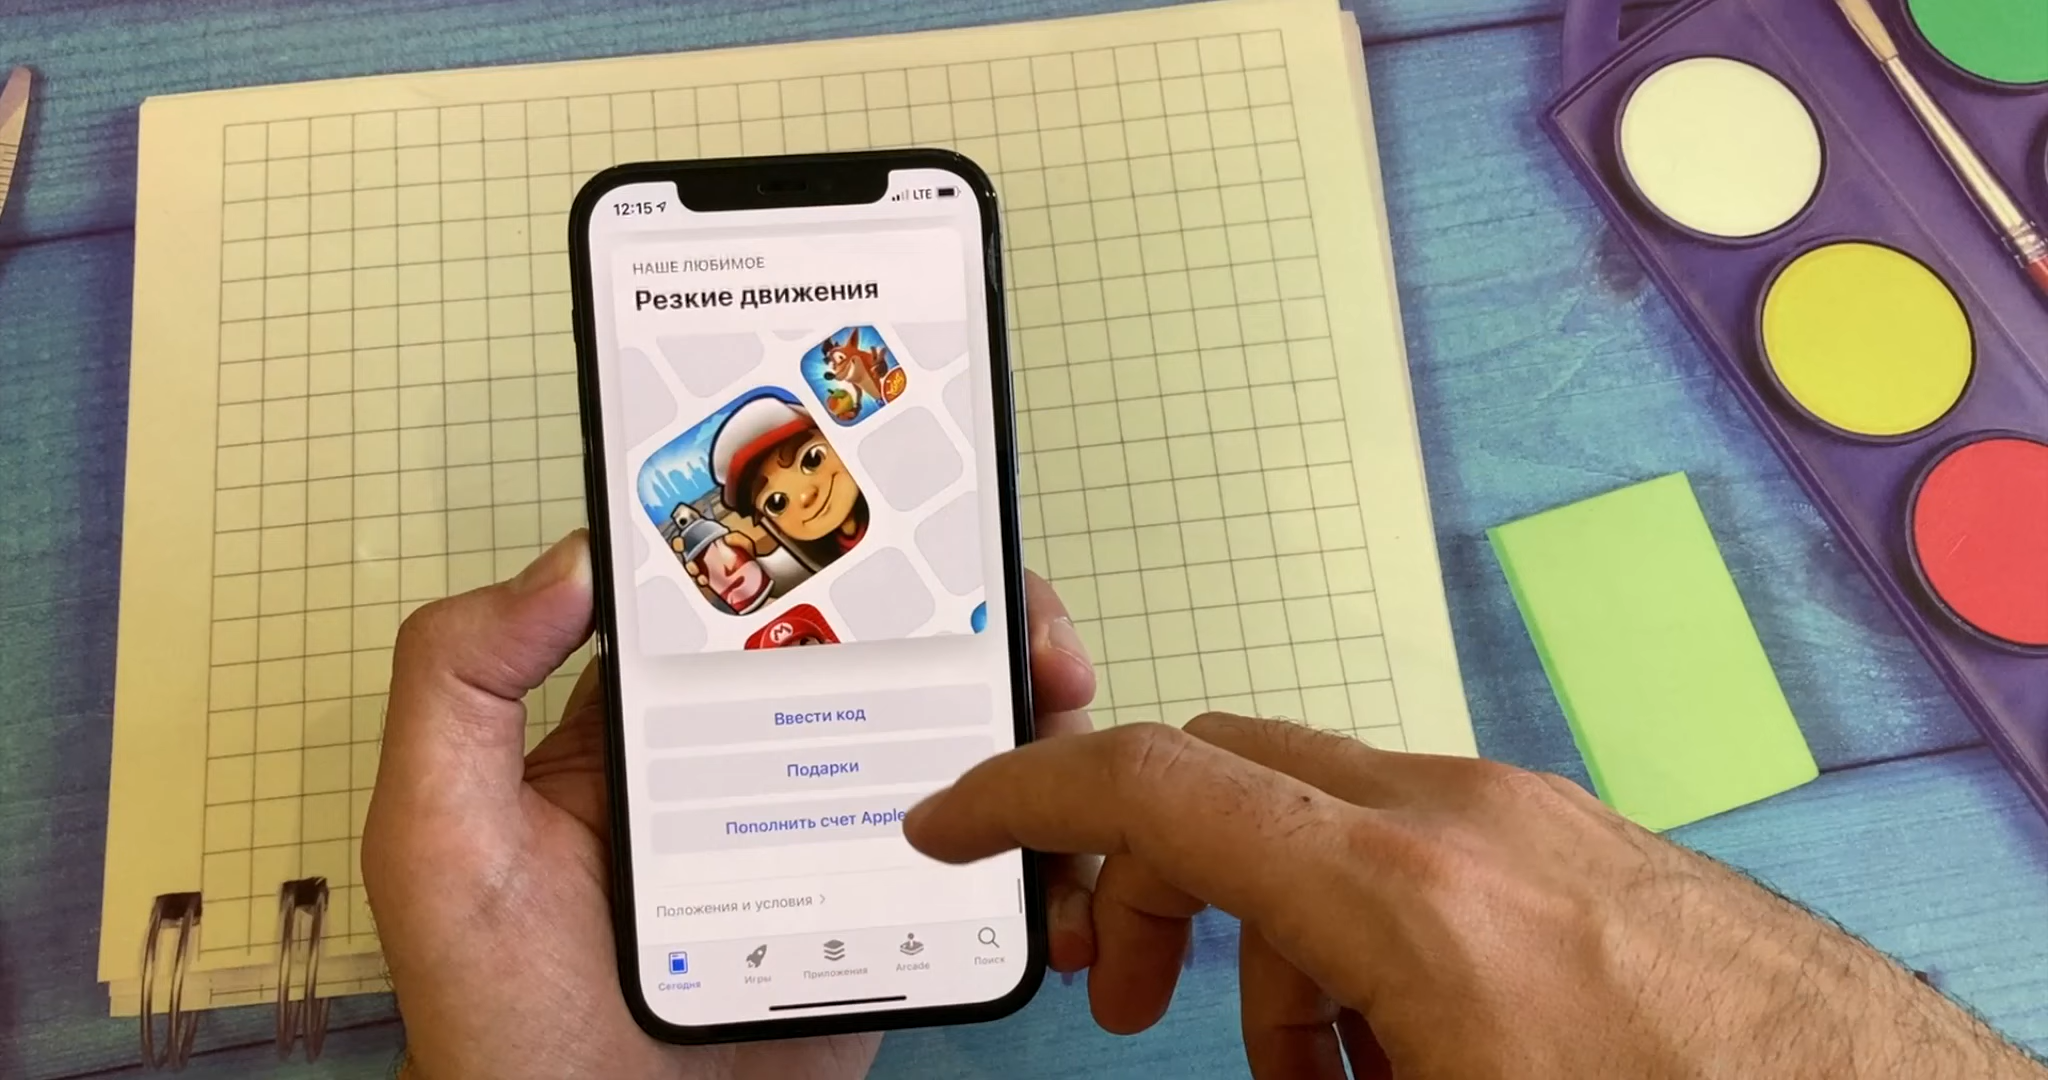 12:15
LTE
НАШЕ ЛЮБИМОЕ
Резкие движения
Ввести код
Подарки
Пополнить счет Apple
Положения и условия >
Сегодня
Игры
Приложения
Arcade
Поиск